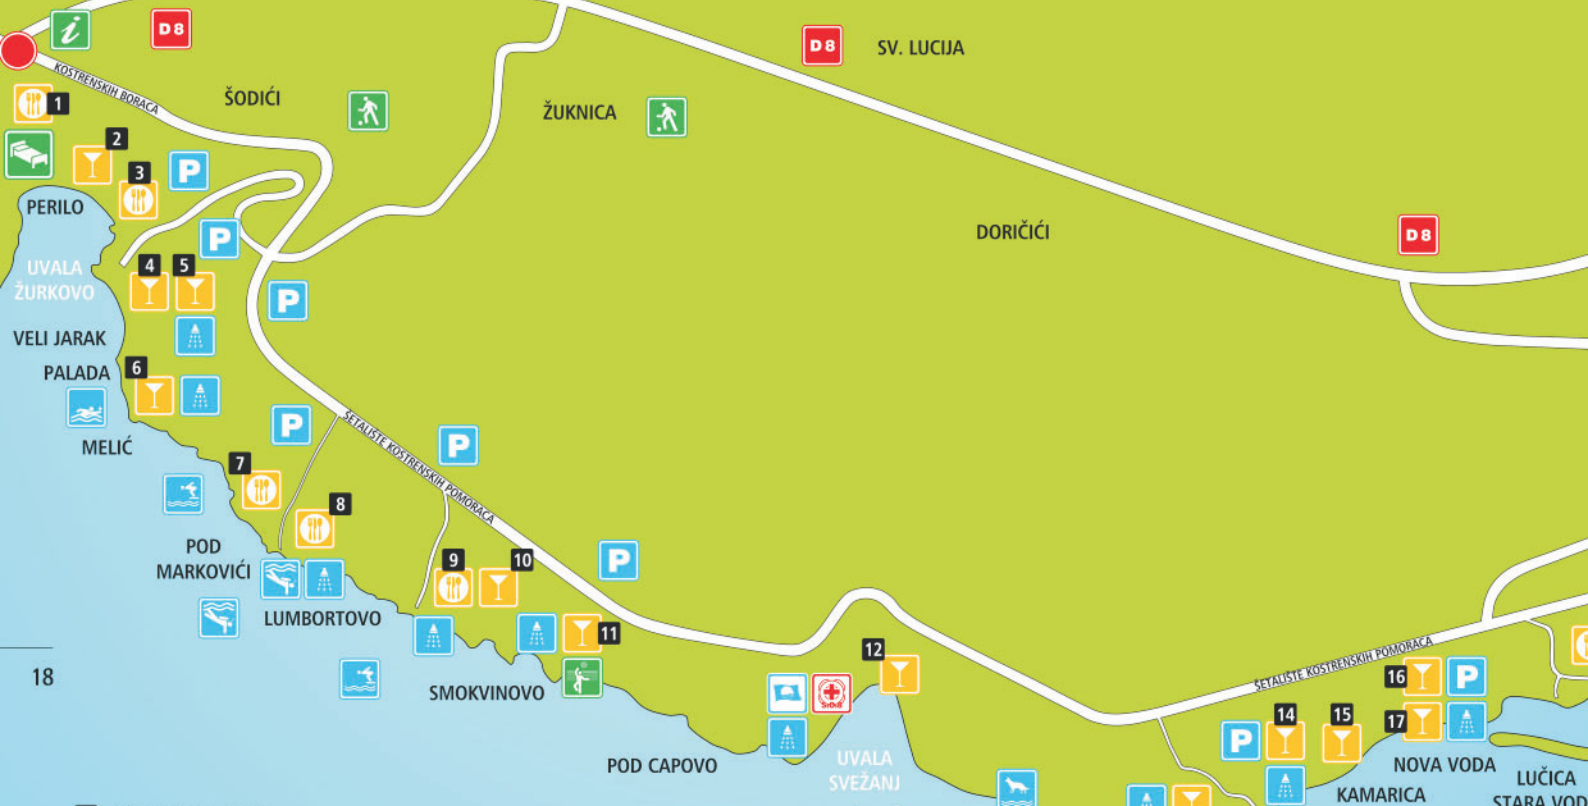 i
D8
D8
SV. LUCIJA
KOSTRENSKIH BORACA
ŠODIĆI
ŽUKNICA
1
2
3
P
PERILO
P
DORIČIĆI
D8
UVALA
ŽURKOVO
4
5
P
VELI JARAK
PALADA
6
MELIĆ
P
ŠETALIŠTE KOSTRENSKIH POMORACA
P
7
8
POD
MARKOVIĆI
9
10
P
LUMBORTOVO
11
18
SMOKVINOVO
12
ŠETALIŠTE KOSTRENSKIH POMORACA
16
P
POD CAPOVO
UVALA
SVEŽANJ
P
14
15
17
NOVA VODA
KAMARICA
LUČICA